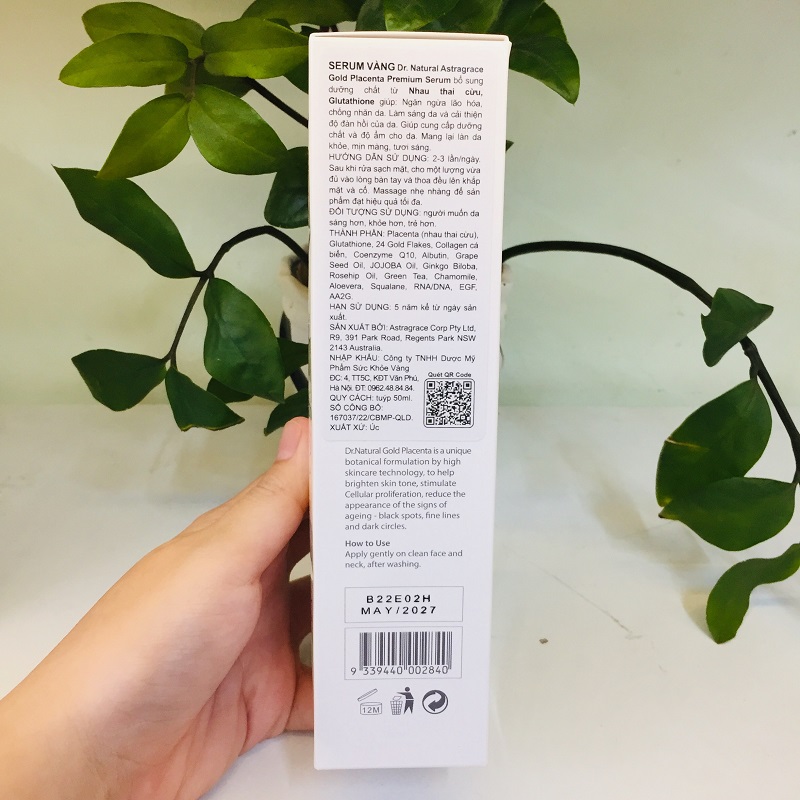 SERUM VÀNG Dr. Natural Astragrace
Gold Placenta Premium Serum bổ sung
dưỡng chất từ Nhau thai cừu,
Glutathione giúp: Ngăn ngừa lão hóa,
chống nhăn da. Làm sáng da và cải thiện
độ đàn hồi của da. Giúp cung cấp dưỡng
chất và độ ẩm cho da. Mang lại làn da
khỏe, mịn màng, tươi sáng.
HƯỚNG DẪN SỬ DỤNG: 2-3 lần/ngày.
Sau khi rửa sạch mặt, cho một lượng vừa
đủ vào lòng bàn tay và thoa đều lên khắp
mặt và cổ. Massage nhẹ nhàng để sản
phẩm đạt hiệu quả tối đa.
ĐỐI TƯỢNG SỬ DỤNG: người muốn da
sáng hơn, khỏe hơn, trẻ hơn.
THÀNH PHẦN: Placenta (nhau thai cừu),
Glutathione, 24 Gold Flakes, Collagen cá
biển, Coenzyme Q10, Albutin, Grape
Seed Oil, JOJOBA Oil, Ginkgo Biloba,
Rosehip Oil, Green Tea, Chamomile,
Aloevera, Squalane, RNA/DNA, EGF,
AA2G.
HẠN SỬ DỤNG: 5 năm kể từ ngày sản
xuất.
SẢN XUẤT BỞI: Astragrace Corp Pty Ltd,
R9, 391 Park Road, Regents Park NSW
2143 Australia.
NHẬP KHẨU: Công ty TNHH Dược Mỹ
Phẩm Sức Khỏe Vàng
ĐC: 4, TT5C, KĐT Văn Phú,
Hà Nội. ĐT: 0962.48.84.84.
QUY CÁCH: tuýp 50ml.
SỐ CÔNG BỐ:
167037/22/CBMP-QLD.
XUẤT XỨ: Úc
Quét QR Code
Dr.Natural Gold Placenta is a unique
botanical formulation by high
skincare technology, to help
brighten skin tone, stimulate
Cellular proliferation, reduce the
appearance of the signs of
ageing - black spots, fine lines
and dark circles.
How to Use
Apply gently on clean face and
neck, after washing.
B22E02H
MAY/2027
9 339440 002840
12M